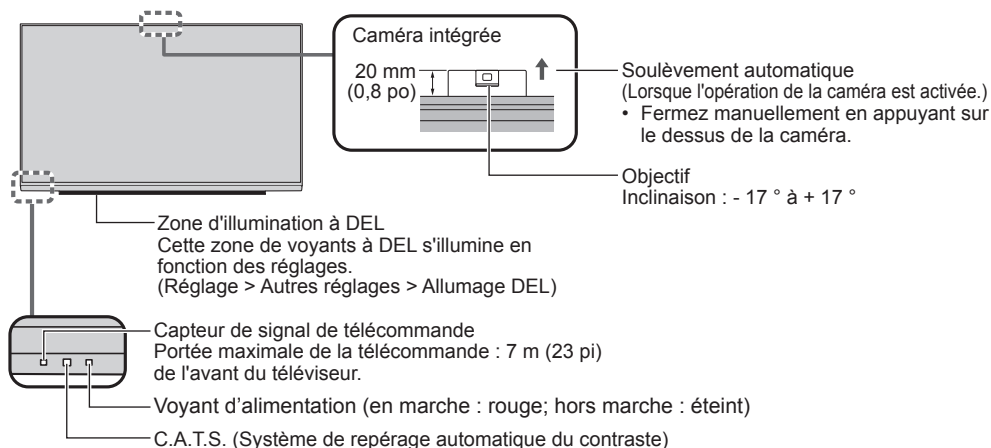 Caméra intégrée
20 mm
(0,8 po)
Soulèvement automatique
(Lorsque l'opération de la caméra est activée.)
• Fermez manuellement en appuyant sur
le dessus de la caméra.
Objectif
Inclinaison : - 17 ° à + 17 °
Zone d'illumination à DEL
Cette zone de voyants à DEL s'illumine en
fonction des réglages.
(Réglage > Autres réglages > Allumage DEL)
Capteur de signal de télécommande
Portée maximale de la télécommande : 7 m (23 pi)
de l'avant du téléviseur.
Voyant d’alimentation (en marche : rouge; hors marche : éteint)
C.A.T.S. (Système de repérage automatique du contraste)